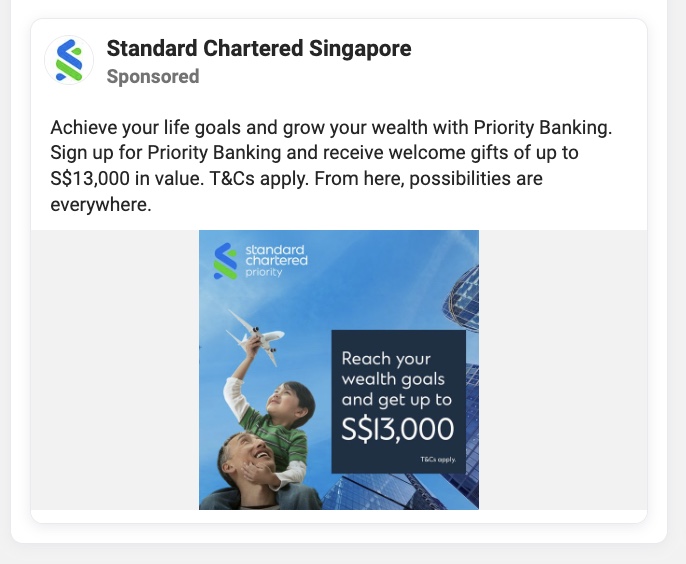 Standard Chartered Singapore
Sponsored
Achieve your life goals and grow your wealth with Priority Banking.
Sign up for Priority Banking and receive welcome gifts of up to
S$13,000 in value. T&Cs apply. From here, possibilities are
everywhere.
standard
chartered
priority
Reach your
wealth goals
and get up to
S$13,000
T&Cs apply.